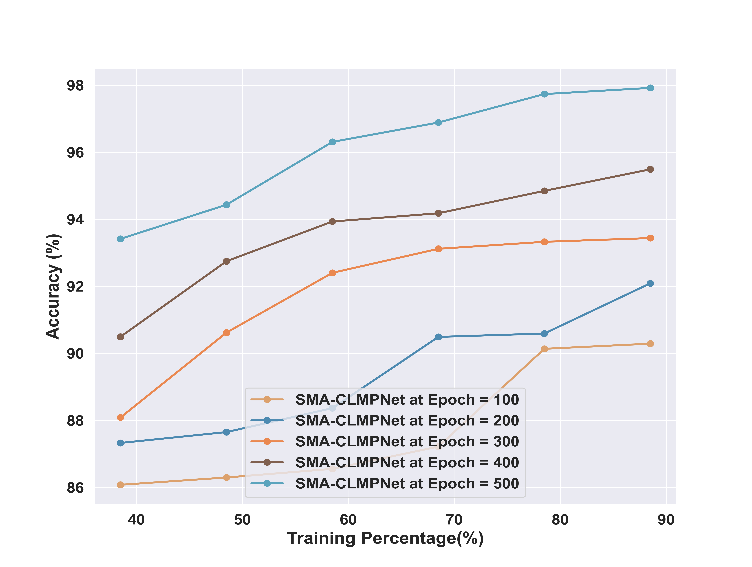 98
96
94
92
90
88
86
Accuracy (%)
SMA-CLMPNet at Epoch = 100
SMA-CLMPNet at Epoch = 200
SMA-CLMPNet at Epoch = 300
SMA-CLMPNet at Epoch = 400
SMA-CLMPNet at Epoch = 500
40 50 60 70 80 90
Training Percentage(%)